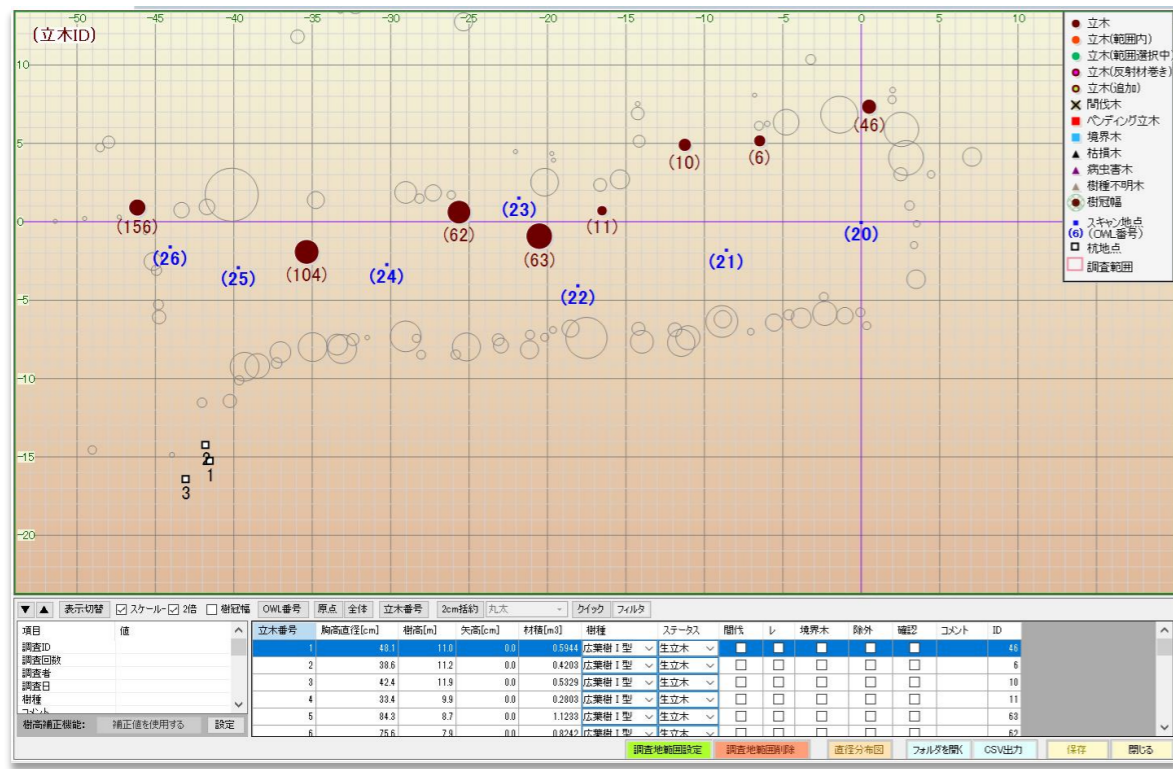 -50 -45 -40 -35 -30 -25 -20 -15 -10 -5 0 5 10
(立木ID)
10
5
0
-5
-10
-15
-20
(46)
(6)
(10)
(11)
(23)
(156)
(62)
(63)
(20)
(26)
(25)
(104)
(24)
(21)
(22)
2
1
3
立木
立木(範囲内)
立木(範囲選択中)
立木(反射材巻き)
立木(追加)
間伐木
ペンディング立木
境界木
枯損木
病虫害木
樹種不明木
樹冠幅
スキャン地点
(6) (OWL番号)
杭地点
調査範囲
▼ ▲ 表示切替 スケール 2倍 樹冠幅 OWL番号 原点 全体 立木番号 2cm括約 丸太 クイック フィルタ
項目 値
調査ID
調査回数
調査者
調査日
樹種
コメント
樹高補正機能: 補正値を使用する 設定
立木番号 胸高直径[cm] 樹高[m] 矢高[cm] 材積[m3] 樹種 ステータス 間伐 レ 境界木 除外 確認 コメント ID
1 48.1 11.0 0.0 0.5944 広葉樹Ⅰ型 生立木 46
2 38.6 11.2 0.0 0.4203 広葉樹Ⅰ型 生立木 6
3 42.4 11.9 0.0 0.5329 広葉樹Ⅰ型 生立木 10
4 33.4 9.9 0.0 0.2803 広葉樹Ⅰ型 生立木 11
5 84.3 8.7 0.0 1.1233 広葉樹Ⅰ型 生立木 63
6 75.6 7.9 0.0 0.8242 広葉樹Ⅰ型 生立木 62
調査地範囲設定 調査地範囲削除 直径分布図 フォルダを開く CSV出力 保存 閉じる